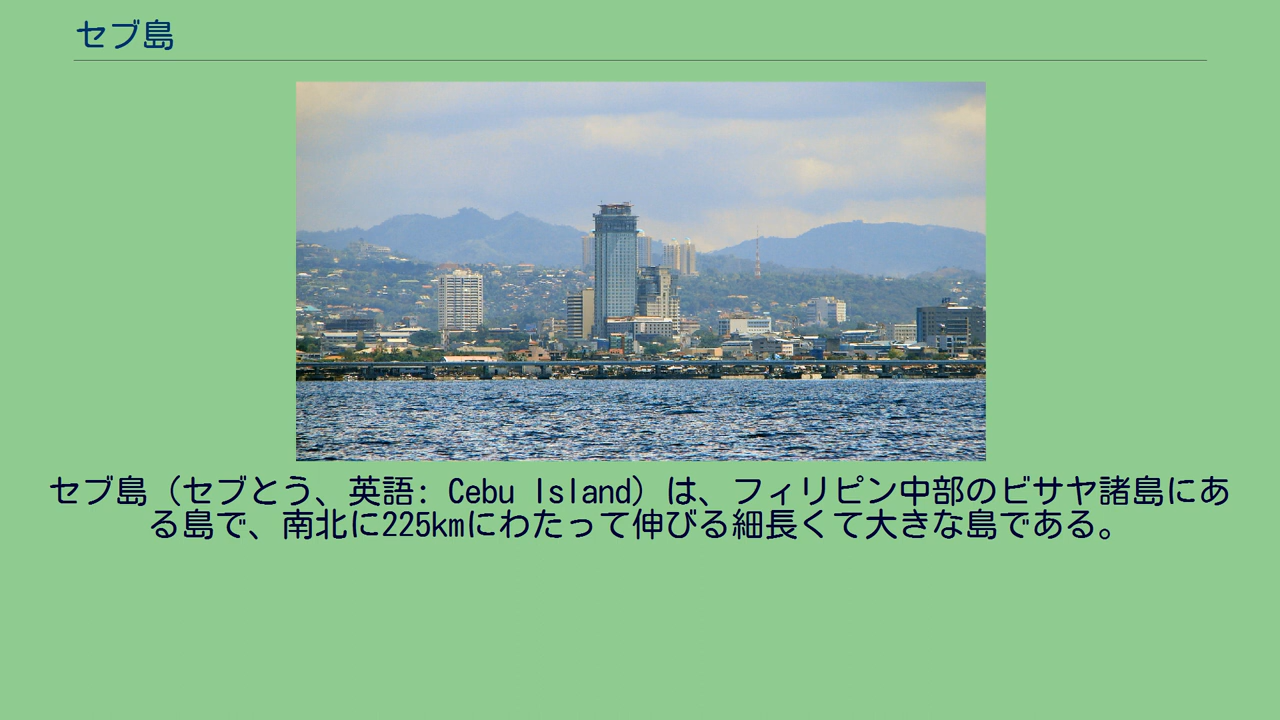 セブ島
セブ島（セブとう、英語: Cebu Island）は、フィリピン中部のビサヤ諸島にあ
る島で、南北に225kmにわたって伸びる細長くて大きな島である。